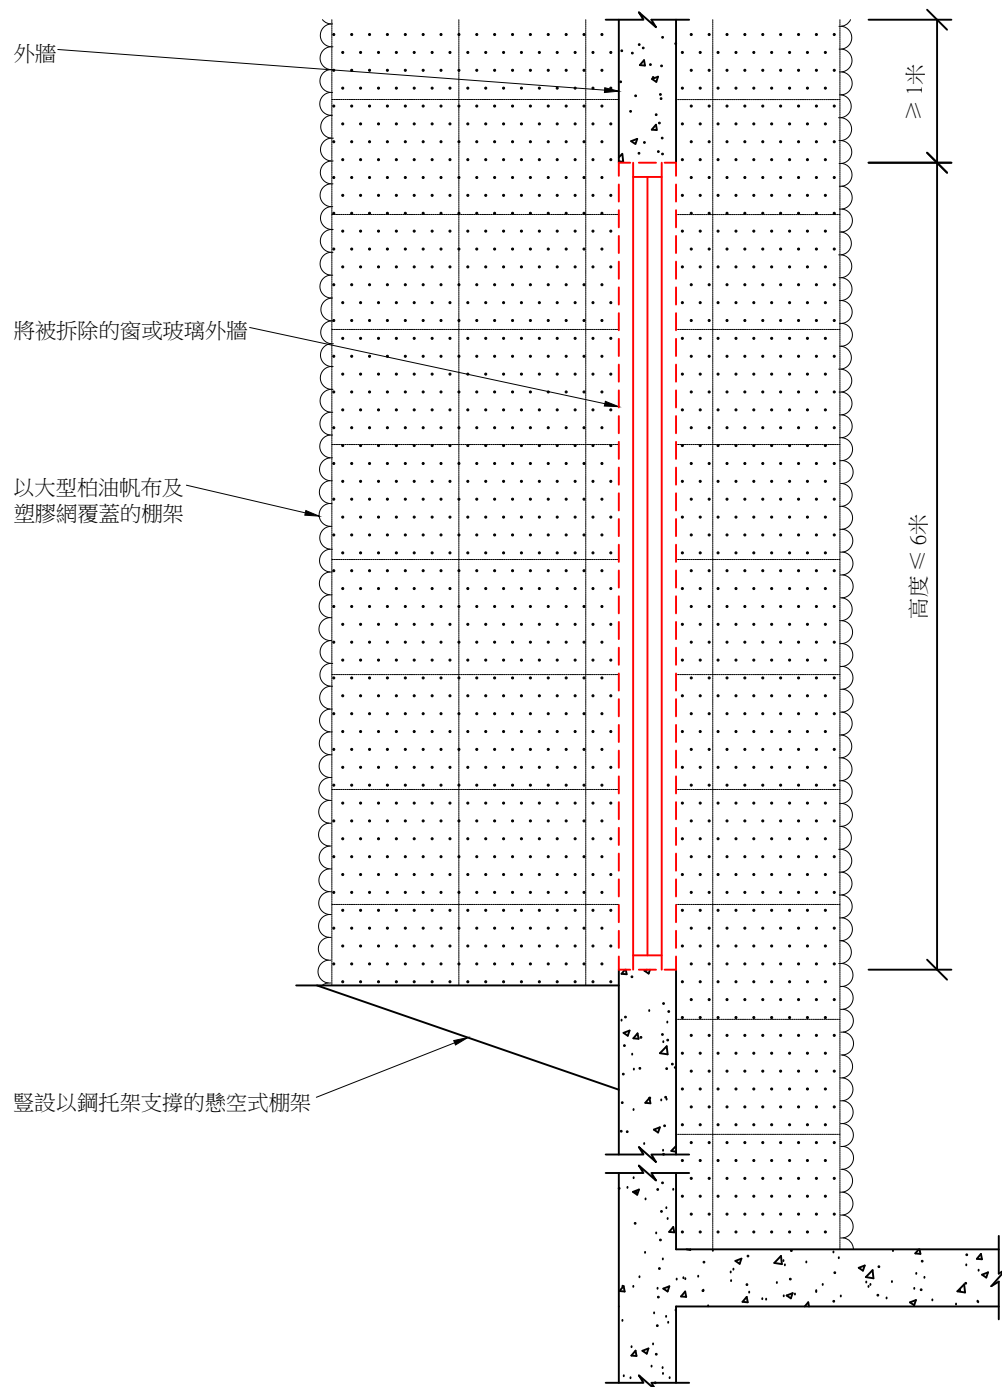 外牆
≥ 1米
將被拆除的窗或玻璃外牆
以大型柏油帆布及
塑膠網覆蓋的棚架
高度 ≤ 6米
豎設以鋼托架支撐的懸空式棚架